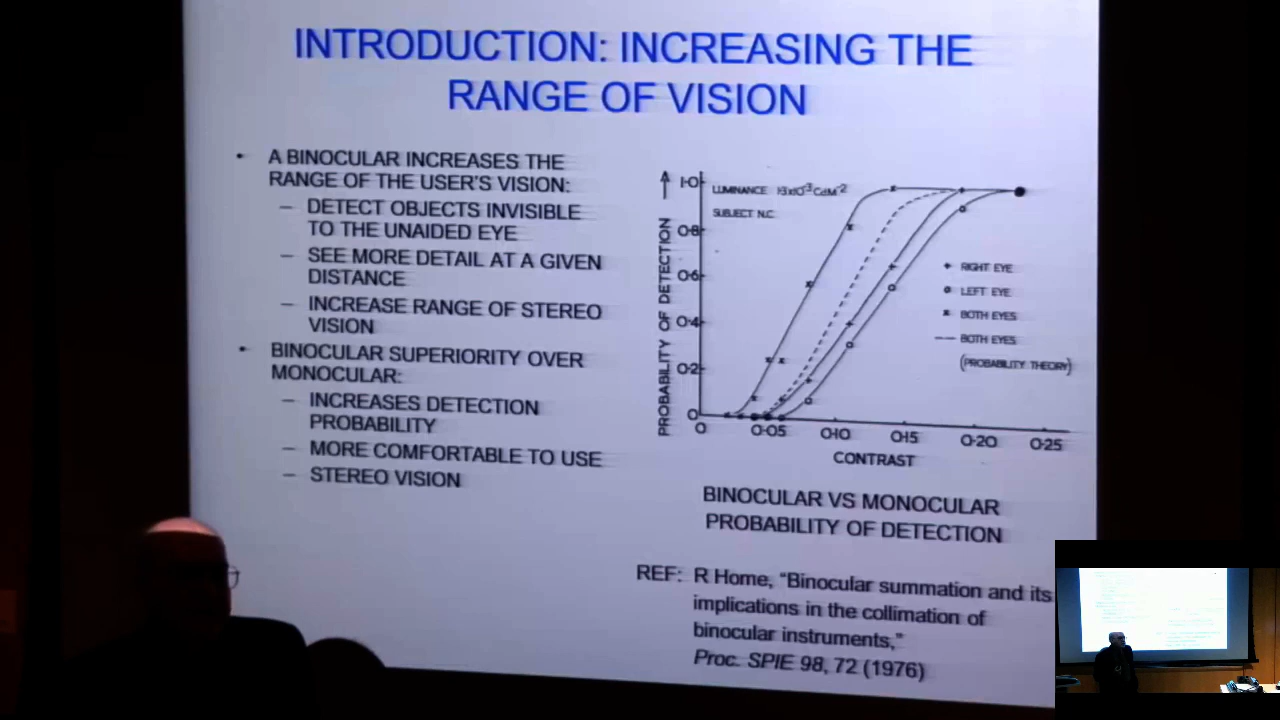 INTRODUCTION: INCREASING THE
RANGE OF VISION
• A BINOCULAR INCREASES THE
RANGE OF THE USER'S VISION:
– DETECT OBJECTS INVISIBLE
TO THE UNAIDED EYE
– SEE MORE DETAIL AT A GIVEN
DISTANCE
– INCREASE RANGE OF STEREO
VISION
• BINOCULAR SUPERIORITY OVER
MONOCULAR:
– INCREASES DETECTION
PROBABILITY
– MORE COMFORTABLE TO USE
– STEREO VISION
PROBABILITY OF DETECTION
1·0
0·8
0·6
0·4
0·2
0
LUMINANCE CdM⁻²
SUBJECT N.C.
RIGHT EYE
LEFT EYE
BOTH EYES
BOTH EYES
(PROBABILITY THEORY)
0 0·05 0·10 0·15 0·20 0·25
CONTRAST
BINOCULAR VS MONOCULAR
PROBABILITY OF DETECTION
REF: R Home, "Binocular summation and its
implications in the collimation of
binocular instruments,"
Proc. SPIE 98, 72 (1976)